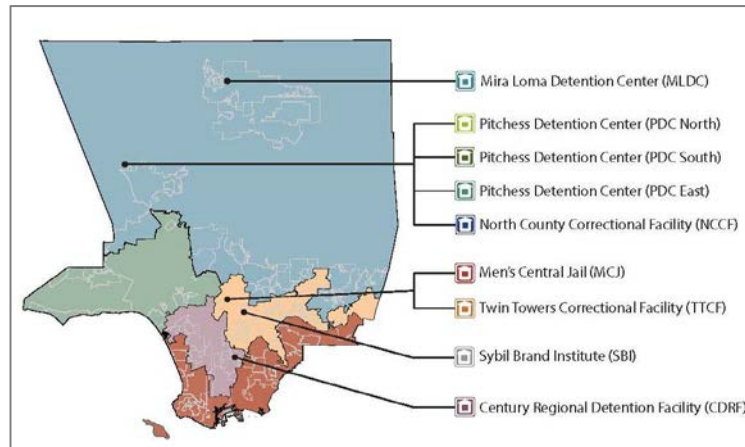 Mira Loma Detention Center (MLDC)
Pitchess Detention Center (PDC North)
Pitchess Detention Center (PDC South)
Pitchess Detention Center (PDC East)
North County Correctional Facility (NCCF)
Men's Central Jail (MCJ)
Twin Towers Correctional Facility (TTCF)
Sybil Brand Institute (SBI)
Century Regional Detention Facility (CDRF)